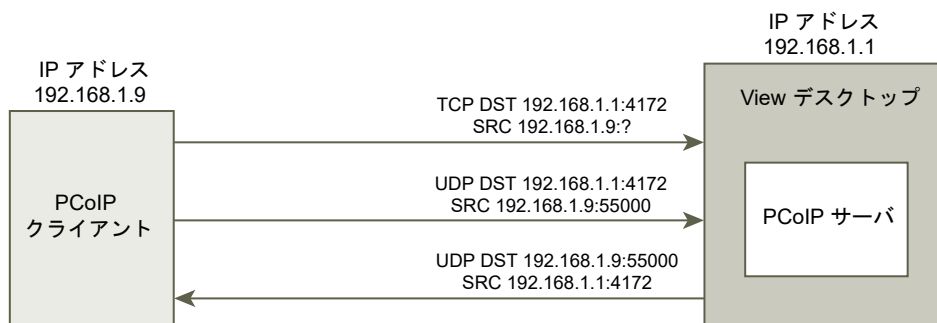 IP アドレス
192.168.1.1
IP アドレス
192.168.1.9
TCP DST 192.168.1.1:4172
SRC 192.168.1.9:?
View デスクトップ
UDP DST 192.168.1.1:4172
SRC 192.168.1.9:55000
PCoIP
クライアント
PCoIP サーバ
UDP DST 192.168.1.9:55000
SRC 192.168.1.1:4172